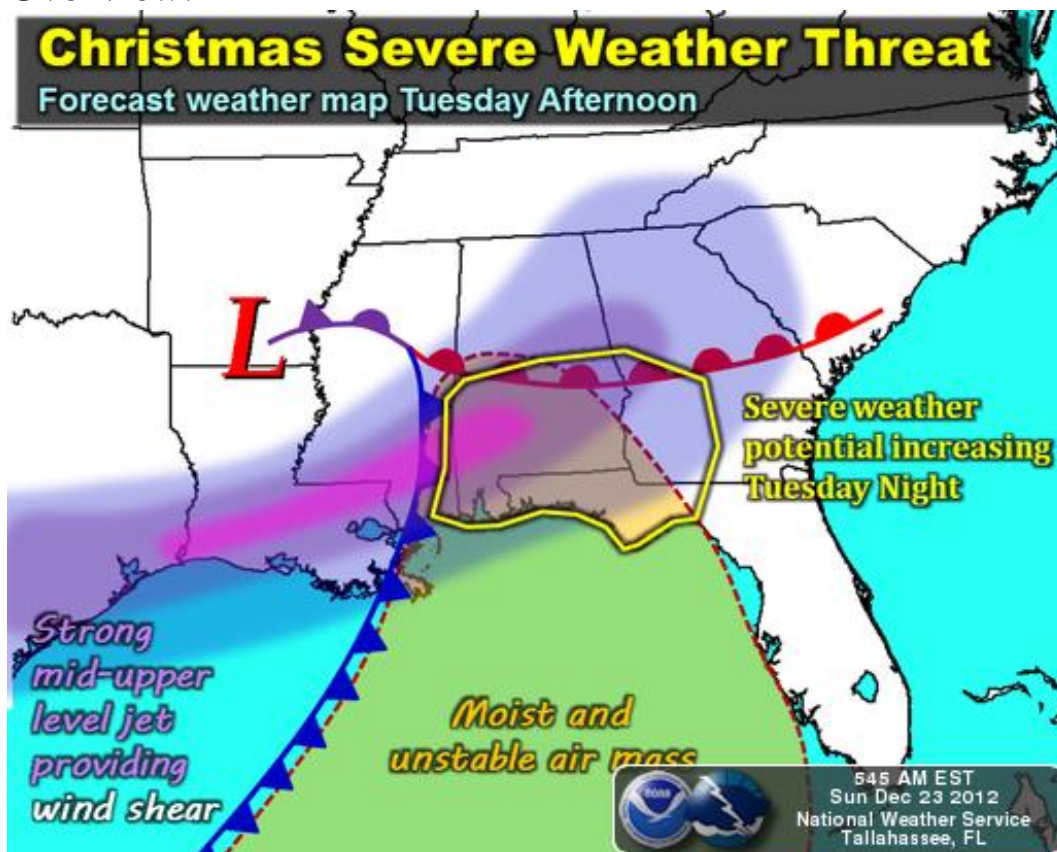 Christmas Severe Weather Threat
Forecast weather map Tuesday Afternoon
L
Severe weather
potential increasing
Tuesday Night
Strong
mid-upper
level jet
providing
wind shear
Moist and
unstable air mass
545 AM EST
Sun Dec 23 2012
National Weather Service
Tallahassee, FL